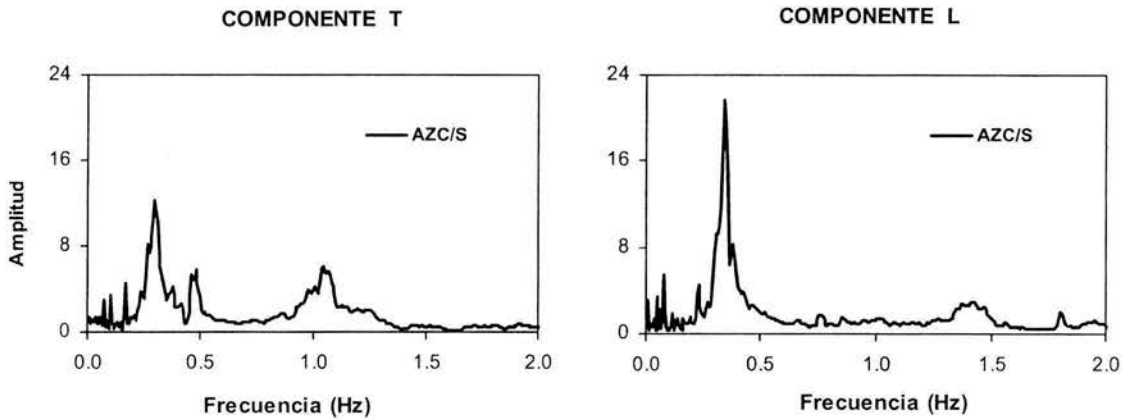 COMPONENTE T
24
16
8
0
Amplitud
AZC/S
0.0 0.5 1.0 1.5 2.0
Frecuencia (Hz)
COMPONENTE L
24
16
8
0
AZC/S
0.0 0.5 1.0 1.5 2.0
Frecuencia (Hz)